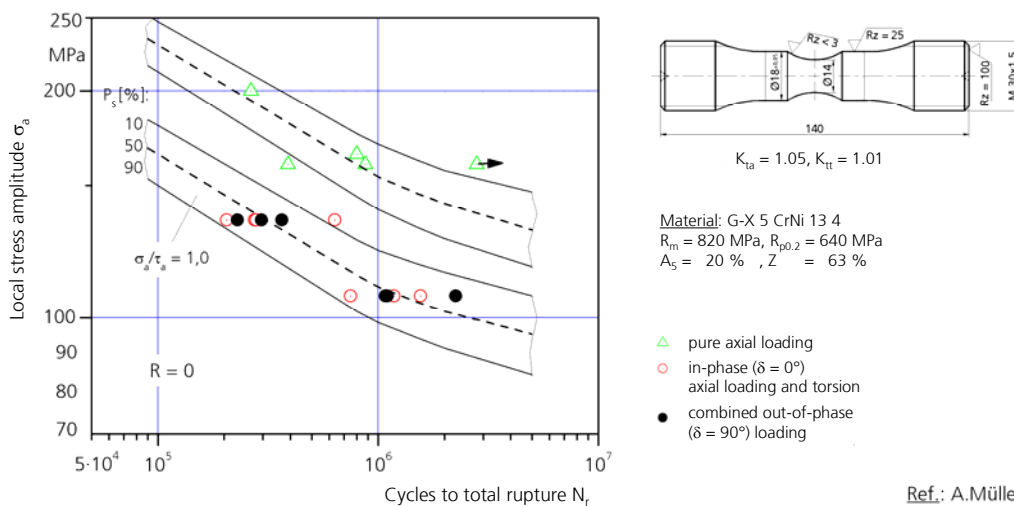 250
MPa
200
100
90
80
70
Local stress amplitude σa
Ps [%]:
10
50
90
σa/τa = 1,0
R = 0
5·10⁴
10⁵
10⁶
10⁷
Cycles to total rupture Nr
Rz < 3
Rz = 25
Ø18
Ø14
Rz = 100
M 30x1.5
140
Kta = 1.05, Ktt = 1.01
Material: G-X 5 CrNi 13 4
Rm = 820 MPa, Rp0.2 = 640 MPa
A5 = 20 % , Z = 63 %
pure axial loading
in-phase (δ = 0°)
axial loading and torsion
combined out-of-phase
(δ = 90°) loading
Ref.: A.Mülle